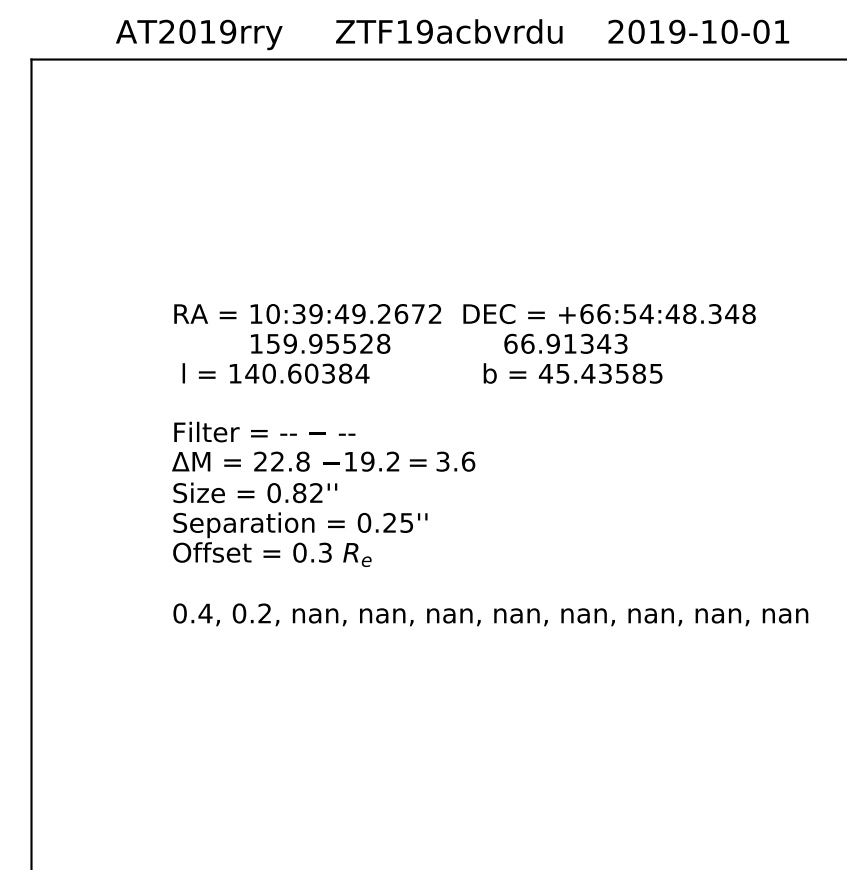 AT2019rry ZTF19acbvrdu 2019-10-01
RA = 10:39:49.2672 DEC = +66:54:48.348
159.95528 66.91343
l = 140.60384 b = 45.43585
Filter = -- − --
ΔM = 22.8 −19.2 = 3.6
Size = 0.82''
Separation = 0.25''
Offset = 0.3 Re
0.4, 0.2, nan, nan, nan, nan, nan, nan, nan, nan